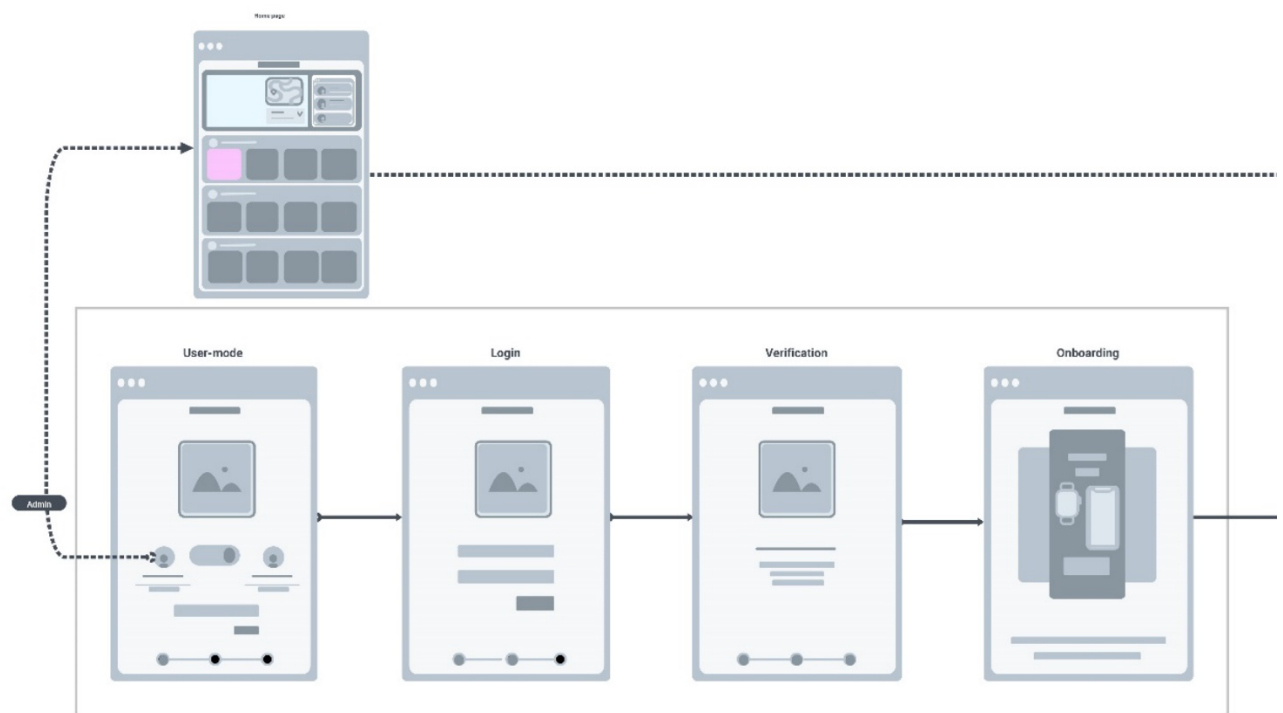 Home page
User-mode
Login
Verification
Onboarding
Admin